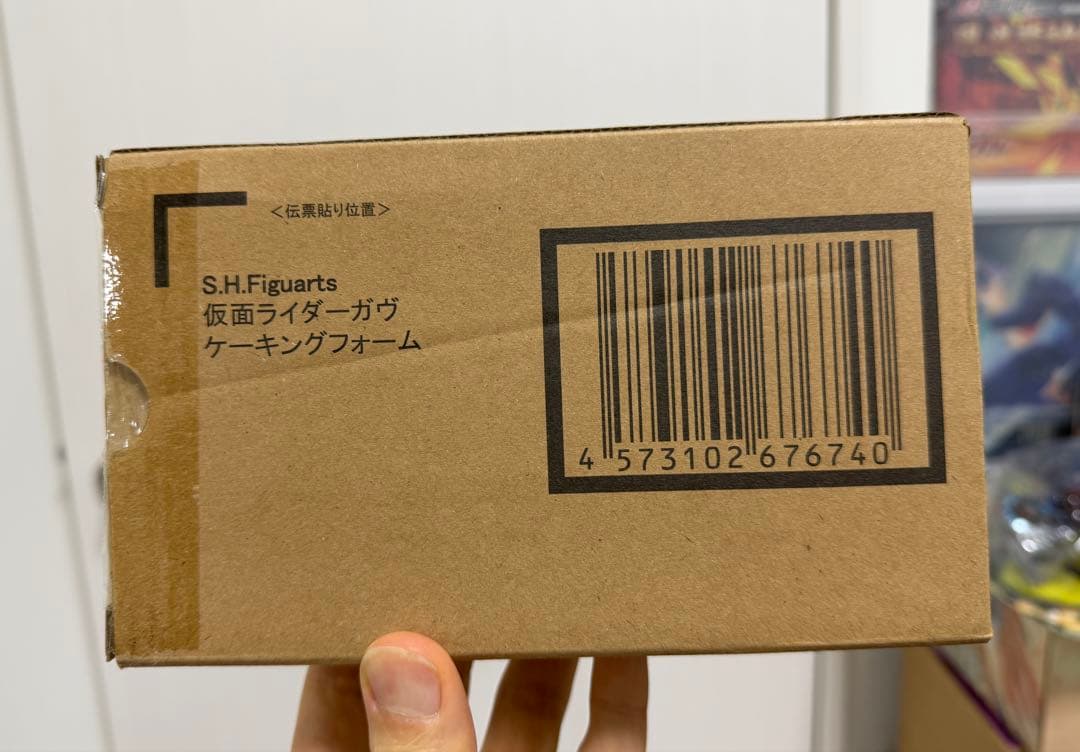 ＜伝票貼り位置＞
S.H.Figuarts
仮面ライダーガヴ
ケーキングフォーム
4 573102 676740